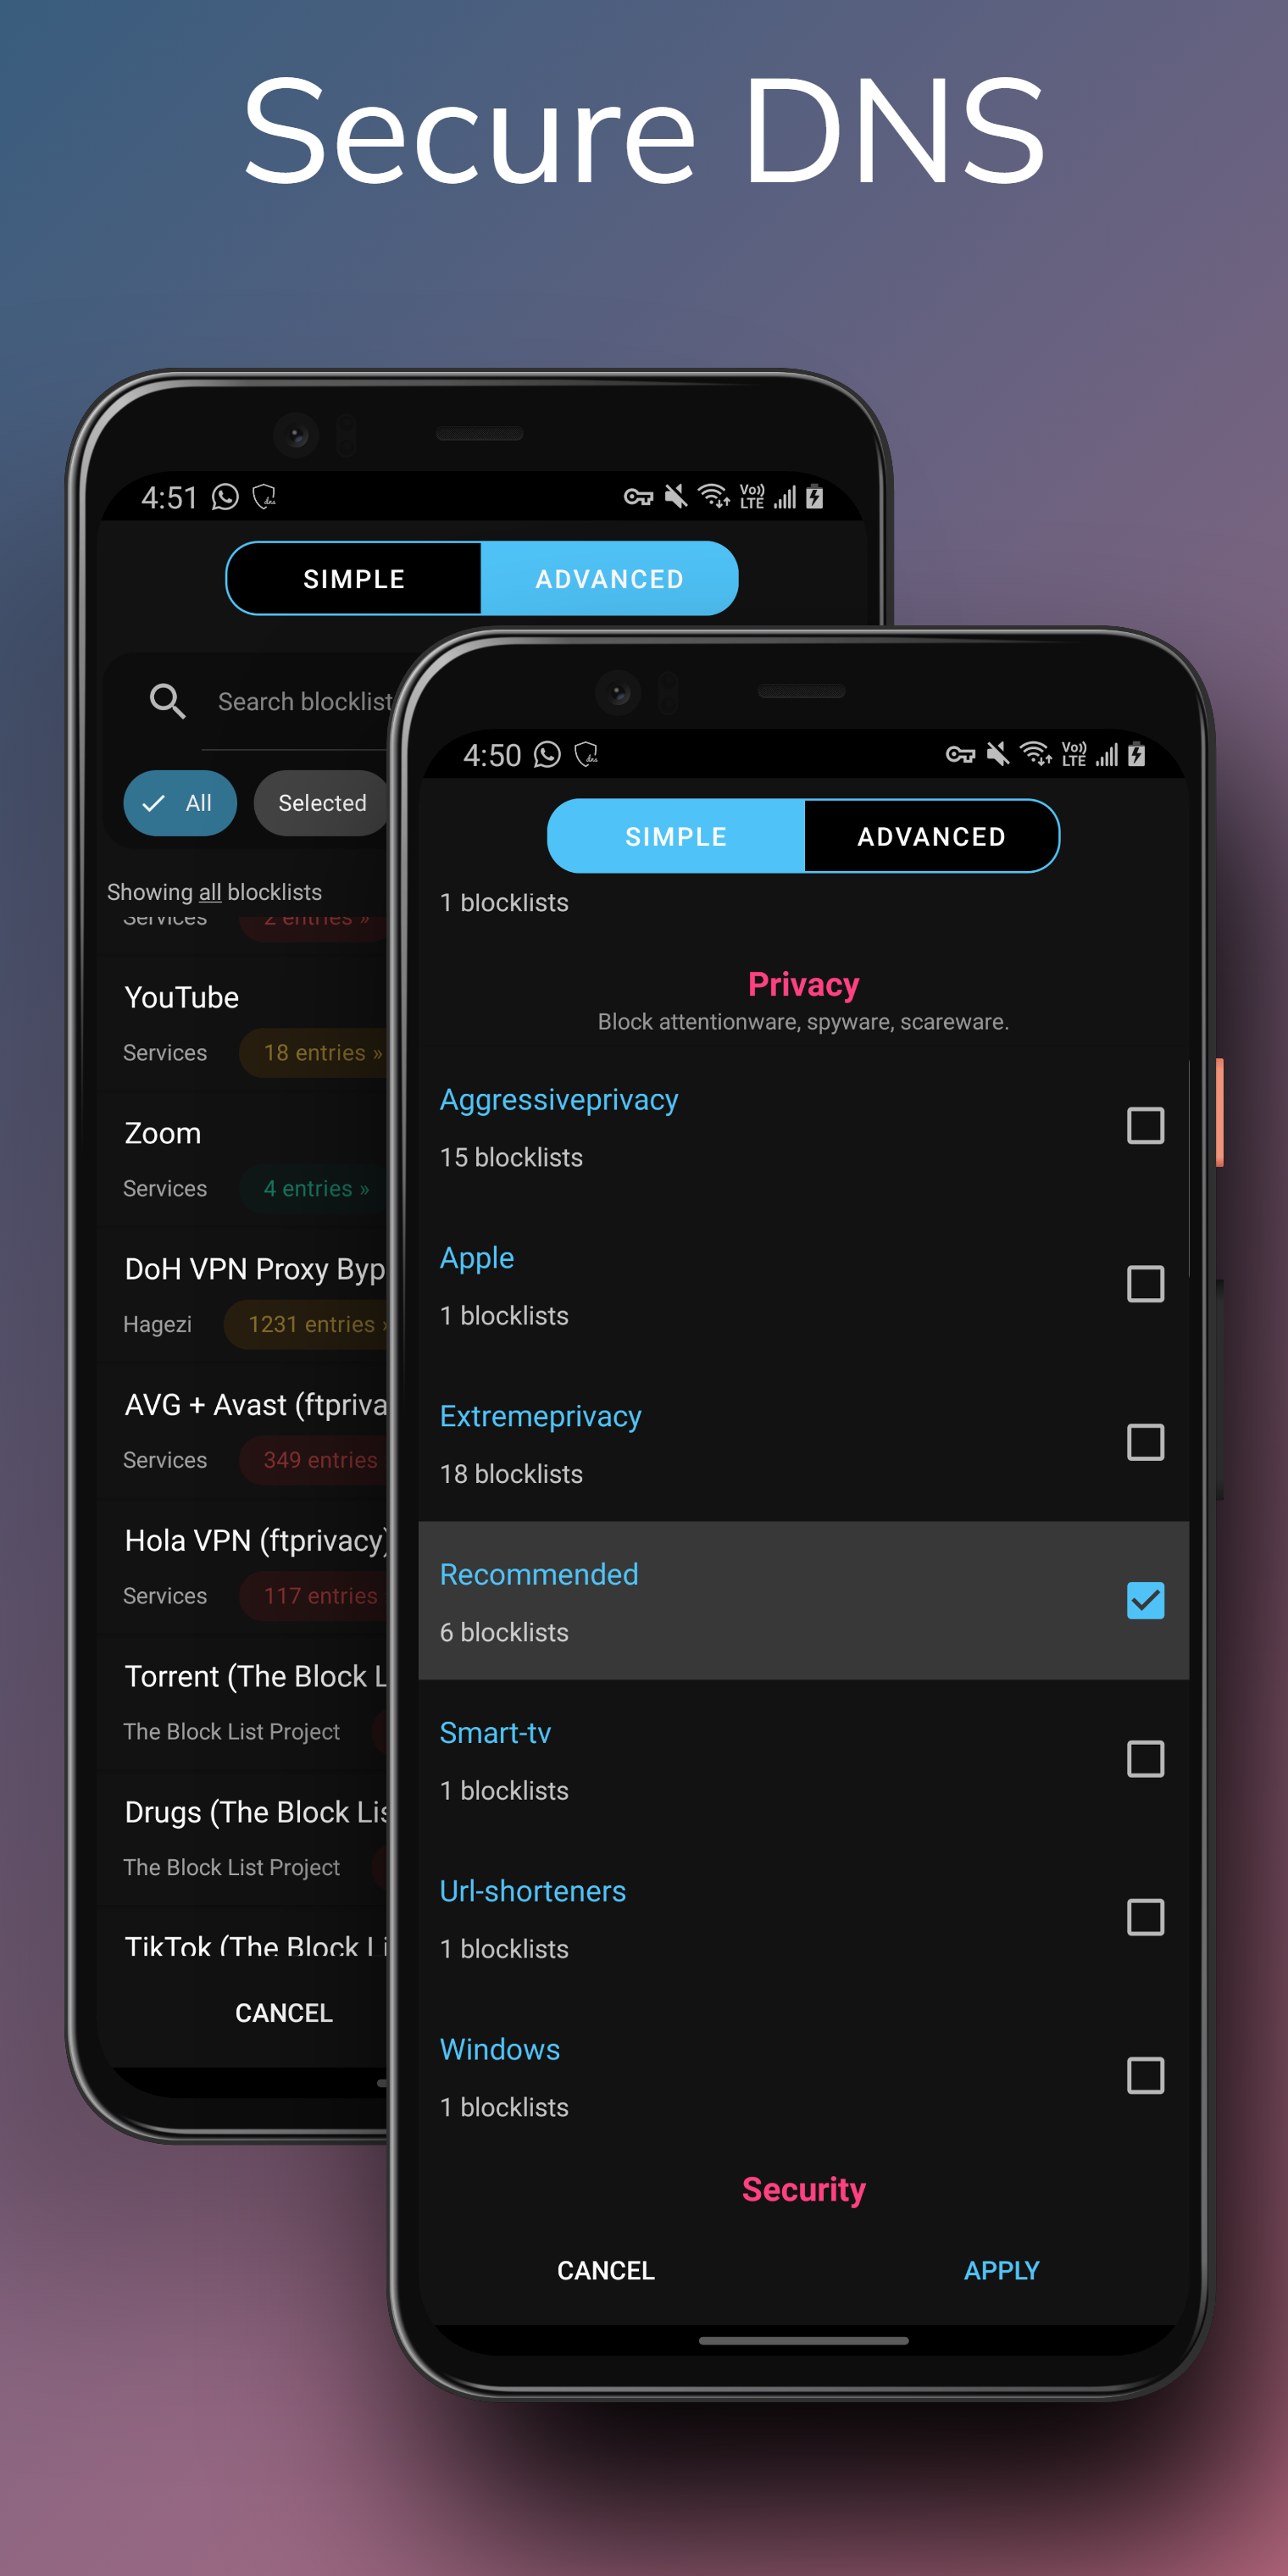 Secure DNS
4:51
Vo)) LTE
SIMPLE
ADVANCED
Search blocklist
All
Selected
Showing all blocklists
Services
2 entries »
YouTube
Services
18 entries »
Zoom
Services
4 entries »
DoH VPN Proxy Byp
Hagezi
1231 entries
AVG + Avast (ftpriva
Services
349 entries
Hola VPN (ftprivacy)
Services
117 entries
Torrent (The Block L
The Block List Project
Drugs (The Block Lis
The Block List Project
TikTok (The Block Li
CANCEL
4:50
Vo)) LTE
SIMPLE
ADVANCED
1 blocklists
Privacy
Block attentionware, spyware, scareware.
Aggressiveprivacy
15 blocklists
Apple
1 blocklists
Extremeprivacy
18 blocklists
Recommended
6 blocklists
Smart-tv
1 blocklists
Url-shorteners
1 blocklists
Windows
1 blocklists
Security
CANCEL
APPLY